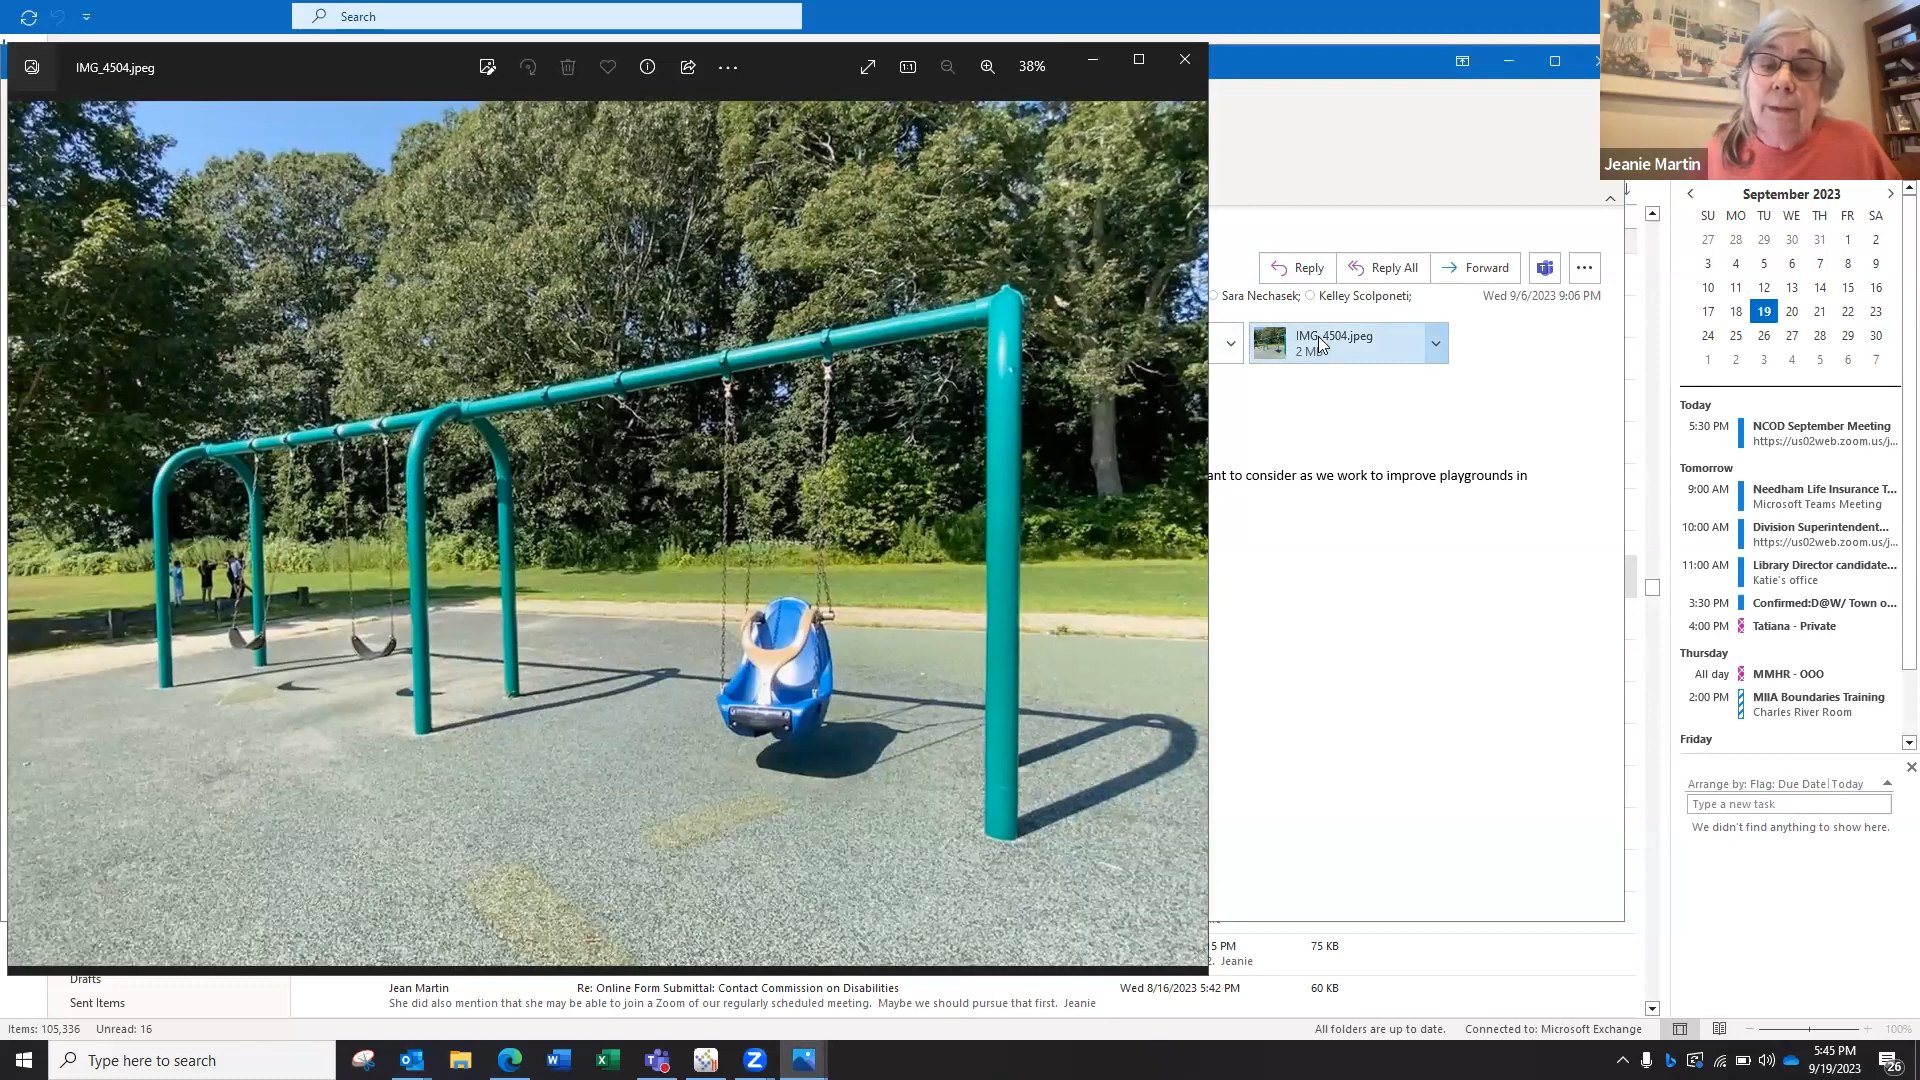 Search
IMG_4504.jpeg
38%
Jeanie Martin
Reply
Reply All
Forward
Sara Nechasek;
Kelley Scolponeti;
Wed 9/6/2023 9:06 PM
IMG_4504.jpeg
ant to consider as we work to improve playgrounds in
September 2023
SU MO TU WE TH FR SA
27 28 29 30 31 1 2
3 4 5 6 7 8 9
10 11 12 13 14 15 16
17 18 19 20 21 22 23
24 25 26 27 28 29 30
1 2 3 4 5 6 7
Today
5:30 PM NCOD September Meeting
https://us02web.zoom.us/j...
Tomorrow
9:00 AM Needham Life Insurance T...
Microsoft Teams Meeting
10:00 AM Division Superintendent...
https://us02web.zoom.us/j...
11:00 AM Library Director candidate...
Katie's office
3:30 PM Confirmed:D@W/ Town o...
4:00 PM Tatiana - Private
Thursday
All day MMHR - OOO
2:00 PM MIIA Boundaries Training
Charles River Room
Friday
Arrange by: Flag: Due Date Today
Type a new task
We didn't find anything to show here.
5 PM 75 KB
Jeanie
Drafts
Sent Items
Jean Martin Re: Online Form Submittal: Contact Commission on Disabilities Wed 8/16/2023 5:42 PM 60 KB
She did also mention that she may be able to join a Zoom of our regularly scheduled meeting. Maybe we should pursue that first. Jeanie
Items: 105,336 Unread: 16
All folders are up to date. Connected to: Microsoft Exchange
100%
Type here to search
5:45 PM
9/19/2023
26